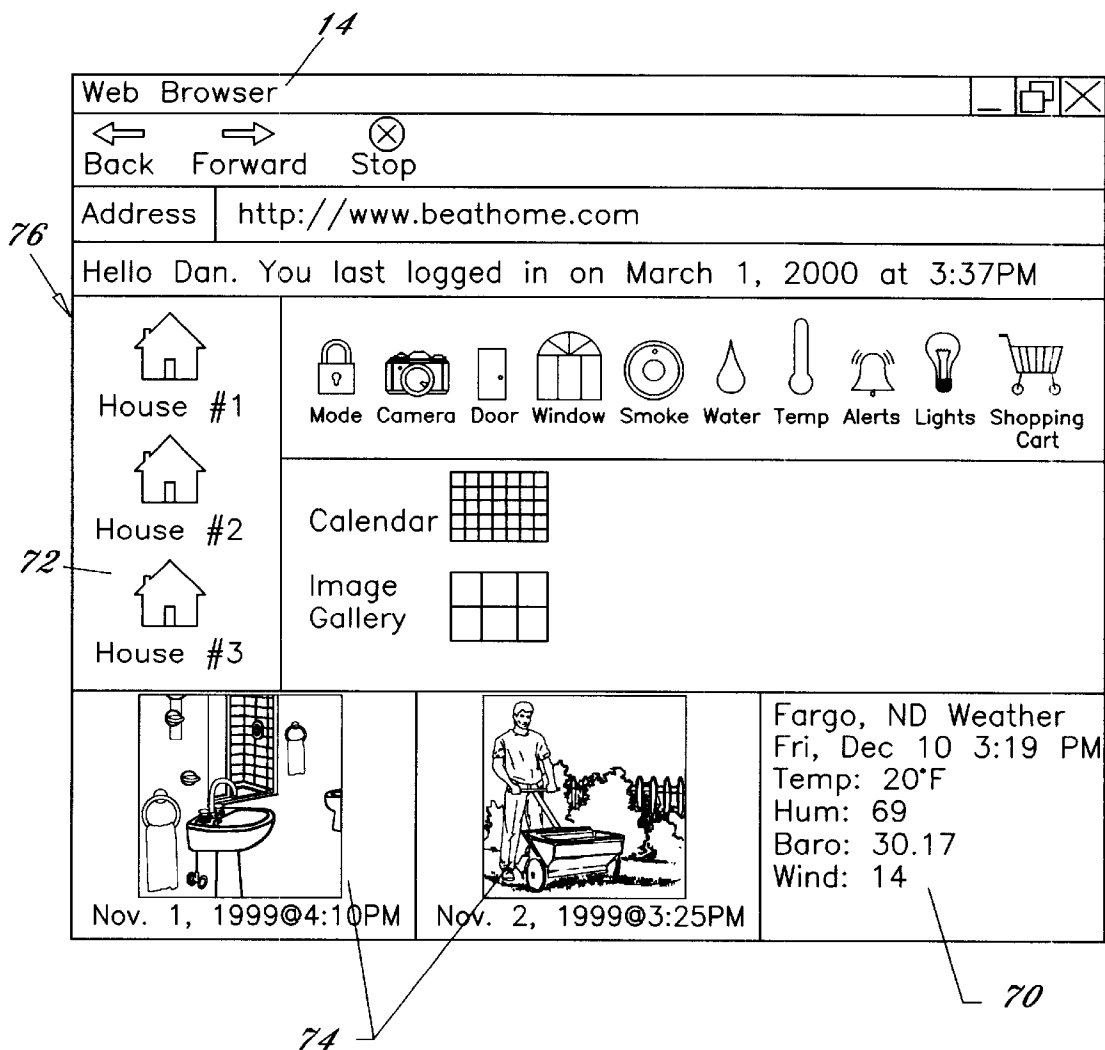 14
Web Browser
Back Forward Stop
Address http://www.beathome.com
76
Hello Dan. You last logged in on March 1, 2000 at 3:37PM
House #1
House #2
72
House #3
Mode Camera Door Window Smoke Water Temp Alerts Lights Shopping
Cart
Calendar
Image
Gallery
Nov. 1, 1999@4:10PM
Nov. 2, 1999@3:25PM
Fargo, ND Weather
Fri, Dec 10 3:19 PM
Temp: 20°F
Hum: 69
Baro: 30.17
Wind: 14
70
74